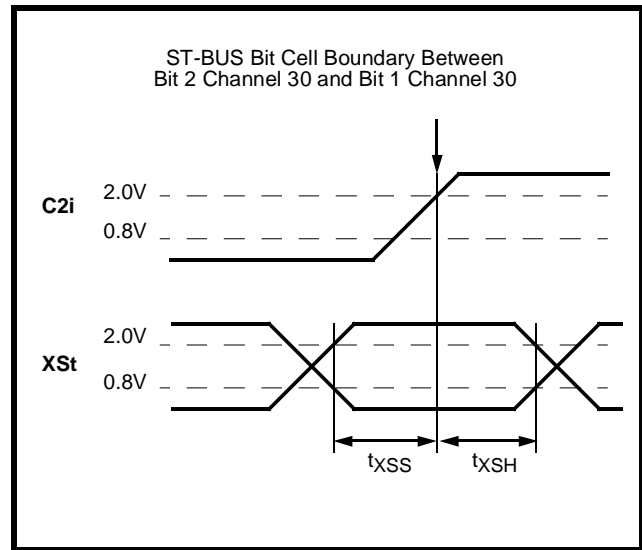 ST-BUS Bit Cell Boundary Between
Bit 2 Channel 30 and Bit 1 Channel 30
C2i
2.0V
0.8V
XSt
2.0V
0.8V
tXSS
tXSH